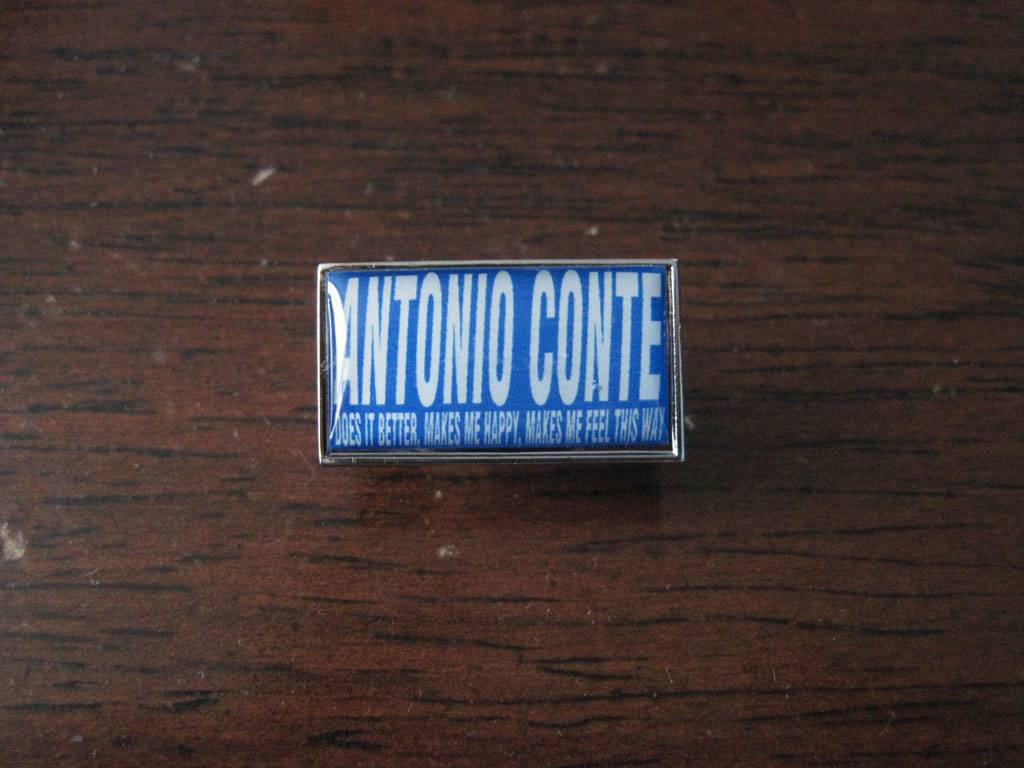 ANTONIO CONTE
DOES IT BETTER, MAKES ME HAPPY, MAKES ME FEEL THIS WAY